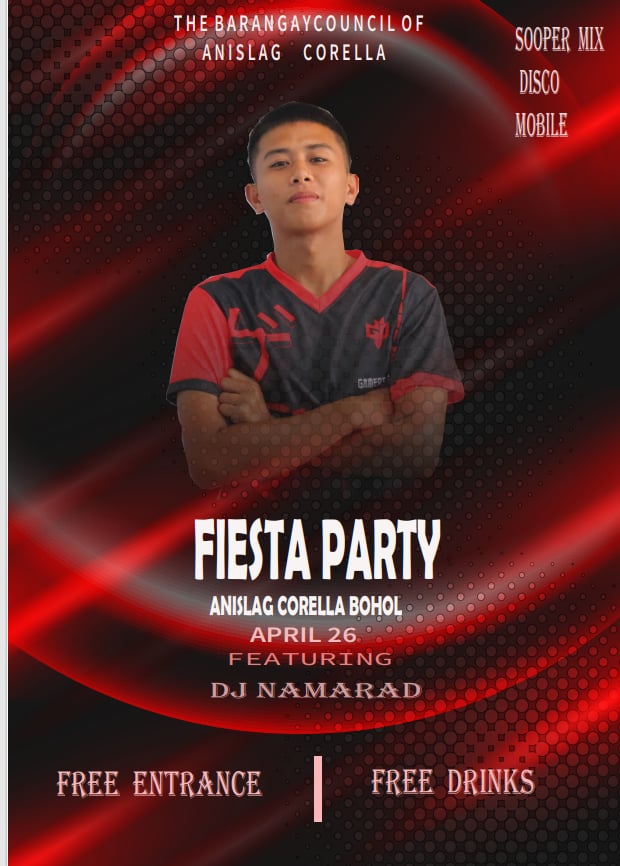 THE BARANGAYCOUNCIL OF
ANISLAG CORELLA
SOOPER MIX
DISCO
MOBILE
FIESTA PARTY
ANISLAG CORELLA BOHOL
APRIL 26
FEATURING
DJ NAMARAD
FREE ENTRANCE
FREE DRINKS